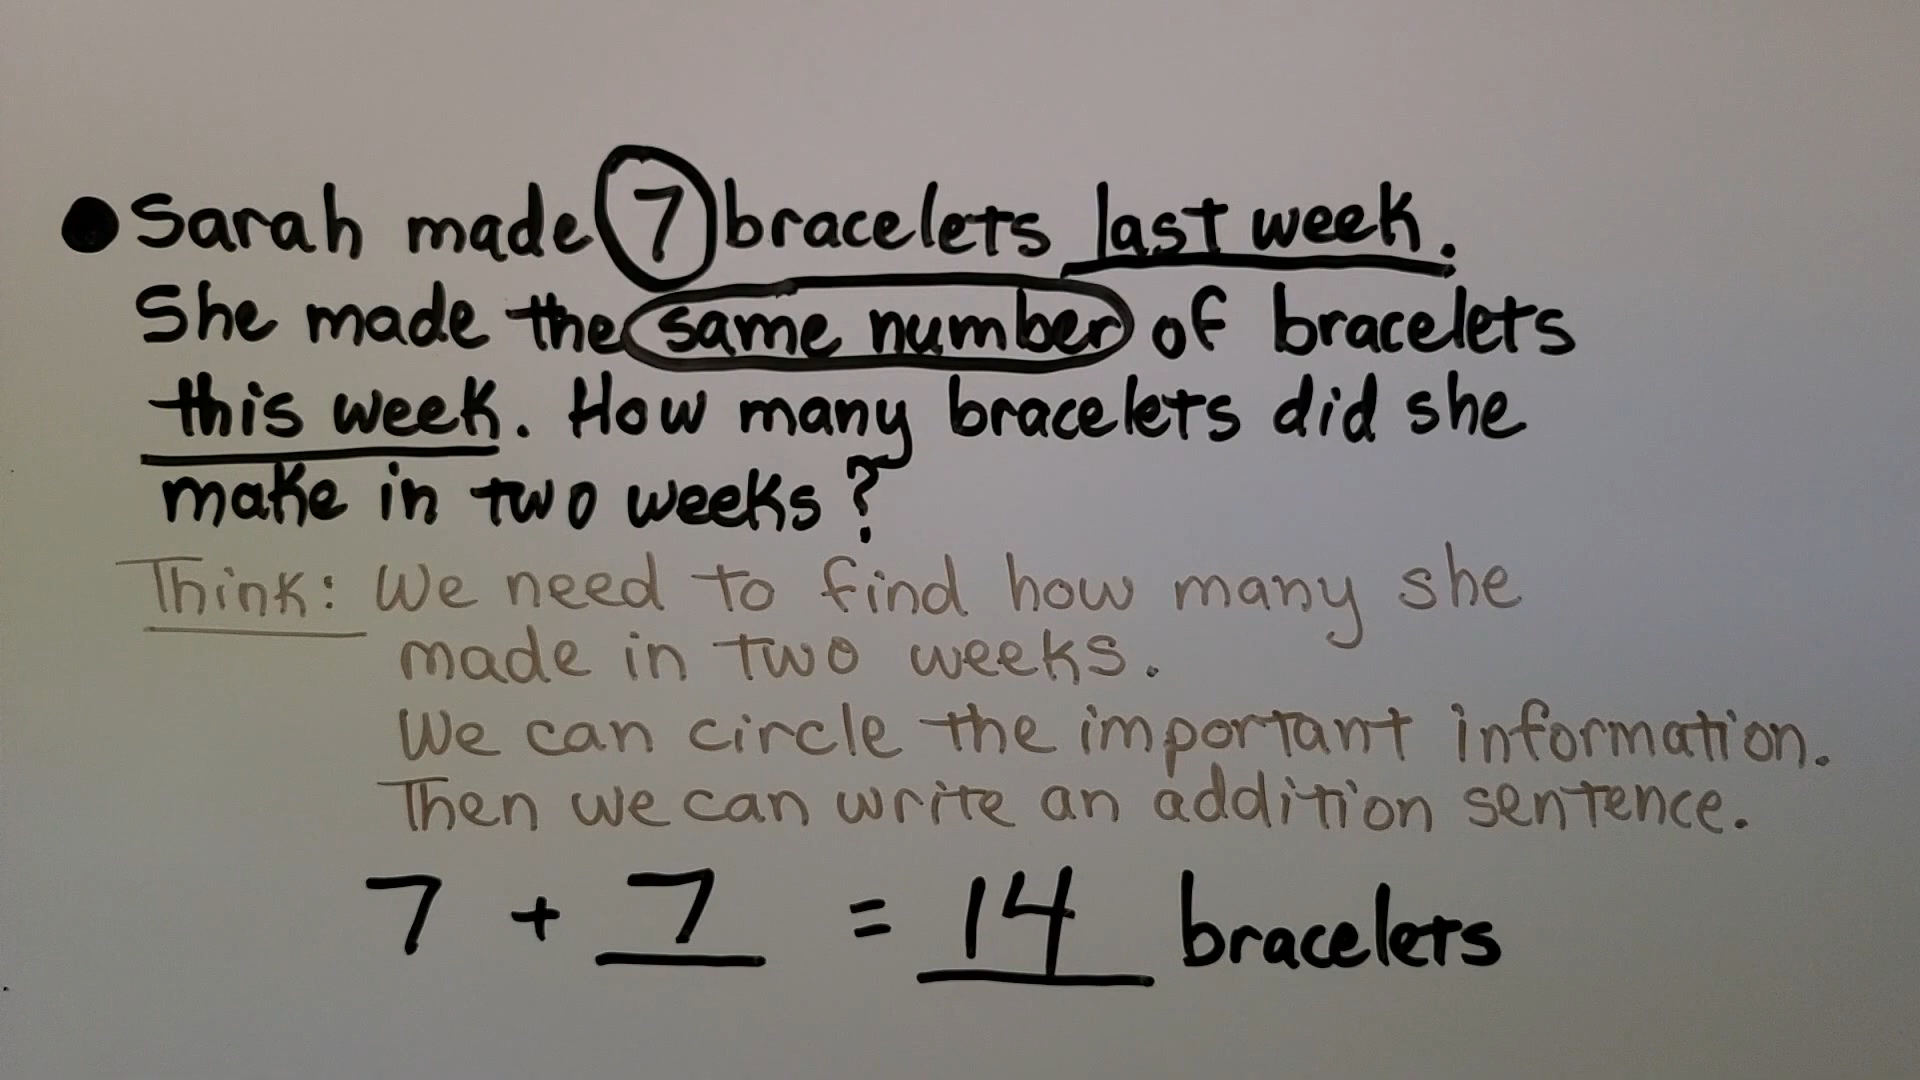 ● Sarah made 7 bracelets last week.
She made the same number of bracelets
this week. How many bracelets did she
make in two weeks?
Think: We need to find how many she
made in two weeks.
We can circle the important information.
Then we can write an addition sentence.
7 + 7 = 14 bracelets